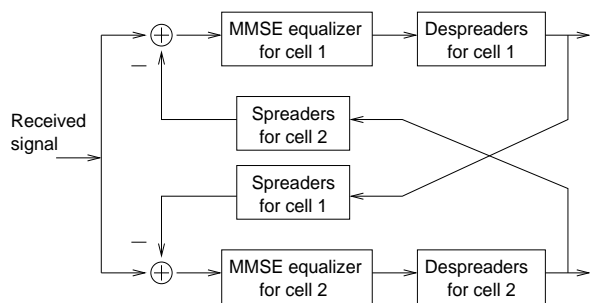 MMSE equalizer
for cell 1
Despreaders
for cell 1
+
−
Spreaders
for cell 2
Received
signal
Spreaders
for cell 1
−
+
MMSE equalizer
for cell 2
Despreaders
for cell 2